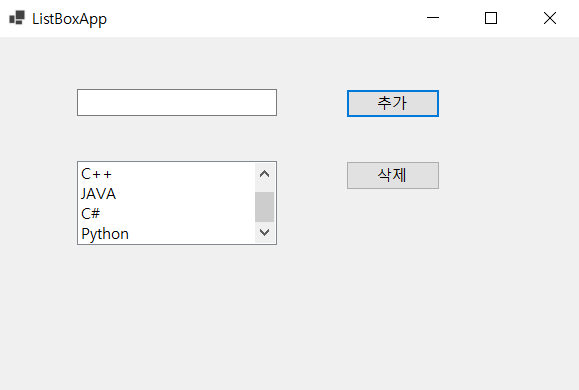 ListBoxApp
추가
C++
삭제
JAVA
C#
Python